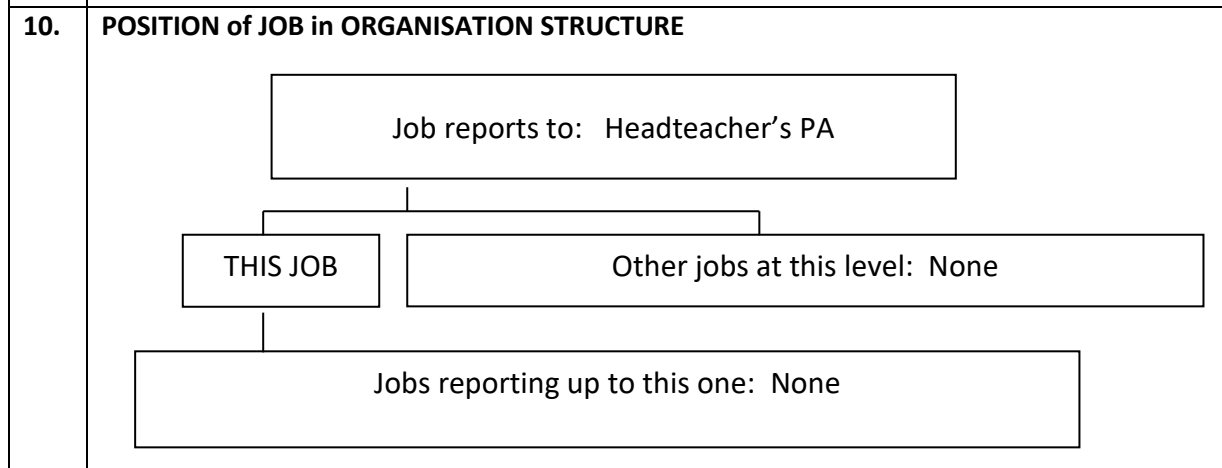 10. POSITION of JOB in ORGANISATION STRUCTURE
Job reports to: Headteacher’s PA
THIS JOB
Other jobs at this level: None
Jobs reporting up to this one: None